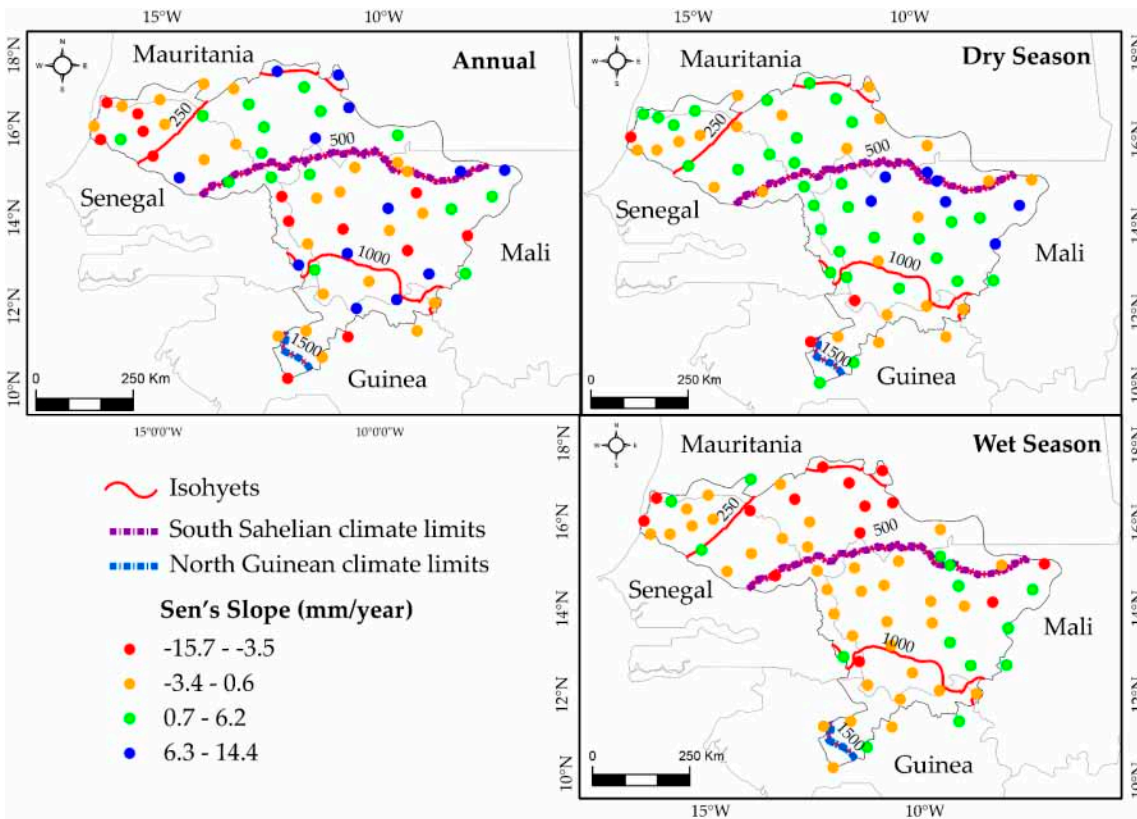 15°W
10°W
10°W
18°N
16°N
14°N
12°N
10°N
N
W
E
S
Mauritania
Annual
250
500
Senegal
Mali
1000
1500
Guinea
0
250 Km
15°0'0"W
10°0'0"W
N
W
E
S
Mauritania
Dry Season
250
500
Senegal
Mali
1000
1500
Guinea
0
250 Km
18°N
16°N
14°N
12°N
10°N
Isohyets
South Sahelian climate limits
North Guinean climate limits
Sen's Slope (mm/year)
-15.7 - -3.5
-3.4 - 0.6
0.7 - 6.2
6.3 - 14.4
18°N
16°N
14°N
12°N
10°N
N
W
E
S
Mauritania
Wet Season
250
500
Senegal
Mali
1000
1500
Guinea
0
250 Km
18°N
16°N
14°N
12°N
10°N
15°W
10°W